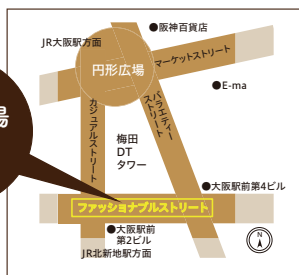 ●阪神百貨店
JR大阪駅方面
円形広場
マーケットストリート
●E-ma
場
カジュアルストリート
バラエティー
ストリート
梅田
DT
タワー
●大阪駅前第4ビル
ファッショナブルストリート
●大阪駅前
第2ビル
JR北新地駅方面
N